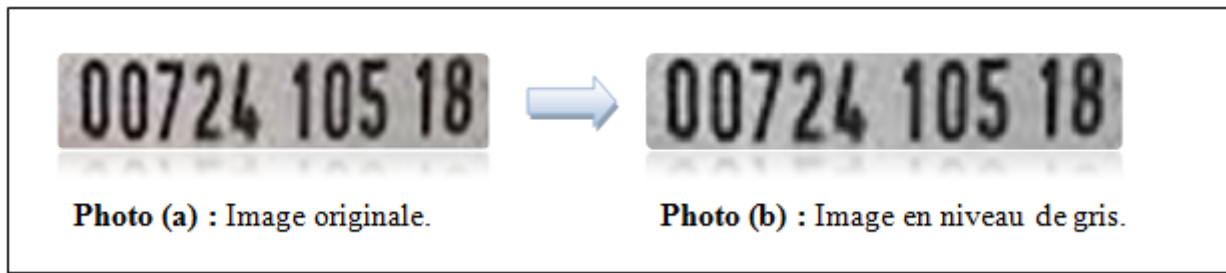 00724 105 18 00724 105 18
Photo (a) : Image originale. Photo (b) : Image en niveau de gris.